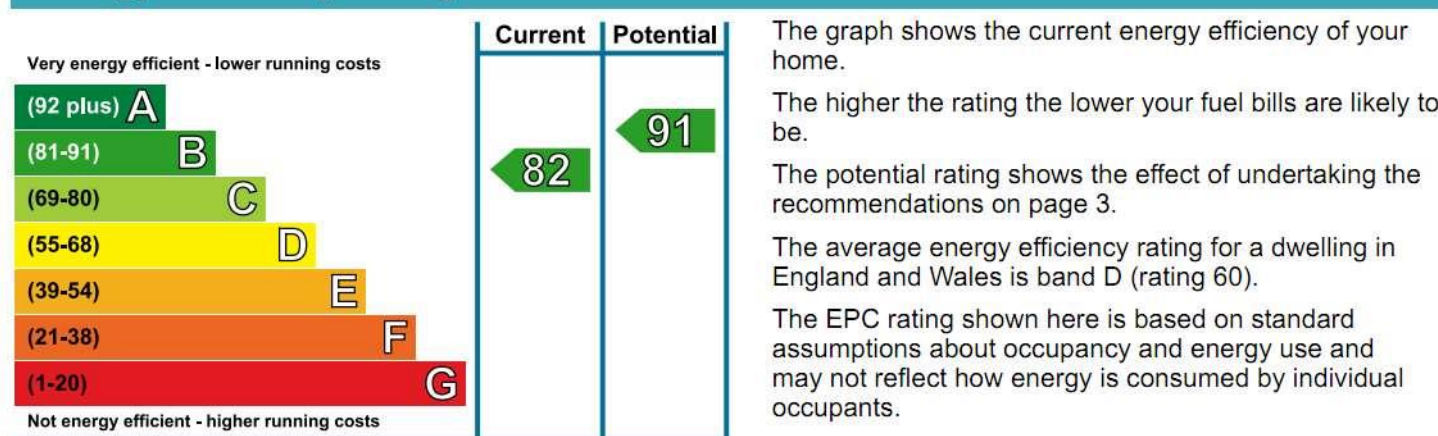 Current Potential
Very energy efficient - lower running costs
(92 plus) A
(81-91) B
(69-80) C
(55-68) D
(39-54) E
(21-38) F
(1-20) G
Not energy efficient - higher running costs
82
91
The graph shows the current energy efficiency of your
home.
The higher the rating the lower your fuel bills are likely to
be.
The potential rating shows the effect of undertaking the
recommendations on page 3.
The average energy efficiency rating for a dwelling in
England and Wales is band D (rating 60).
The EPC rating shown here is based on standard
assumptions about occupancy and energy use and
may not reflect how energy is consumed by individual
occupants.